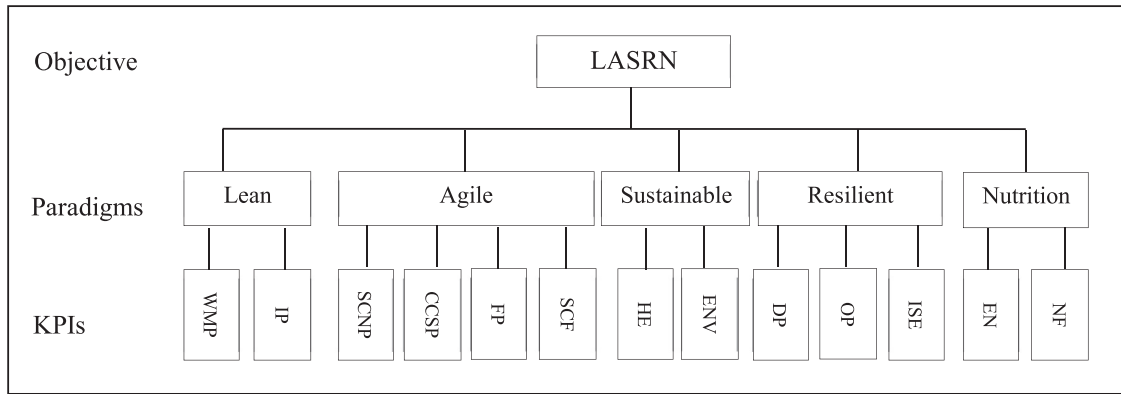 Objective
LASRN
Paradigms
Lean
Agile
Sustainable
Resilient
Nutrition
KPIs
WMP
IP
SCNP
CCSP
FP
SCF
HE
ENV
DP
OP
ISE
EN
NF